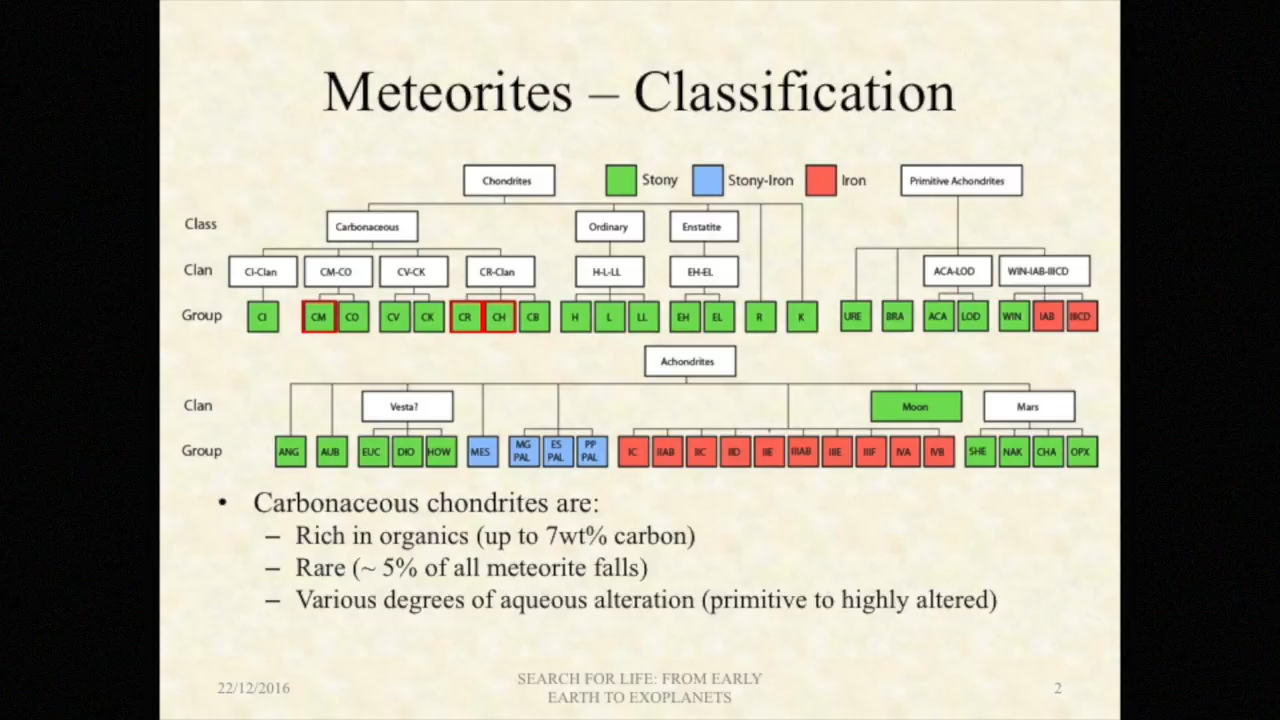 Meteorites – Classification
Chondrites
Stony
Stony-Iron
Iron
Primitive Achondrites
Class
Carbonaceous
Ordinary
Enstatite
Clan
CI-Clan
CM-CO
CV-CK
CR-Clan
H-L-LL
EH-EL
ACA-LOD
WIN-IAB-IIICD
Group
CI
CM
CO
CV
CK
CR
CH
CB
H
L
LL
EH
EL
R
K
URE
BRA
ACA
LOD
WIN
IAB
IIICD
Achondrites
Clan
Vesta?
Moon
Mars
Group
ANG
AUB
EUC
DIO
HOW
MES
MG
PAL
ES
PAL
PP
PAL
IC
IIAB
IIC
IID
IIE
IIIAB
IIIE
IIIF
IVA
IVB
SHE
NAK
CHA
OPX
• Carbonaceous chondrites are:
– Rich in organics (up to 7wt% carbon)
– Rare (~ 5% of all meteorite falls)
– Various degrees of aqueous alteration (primitive to highly altered)
22/12/2016
SEARCH FOR LIFE: FROM EARLY
EARTH TO EXOPLANETS
2